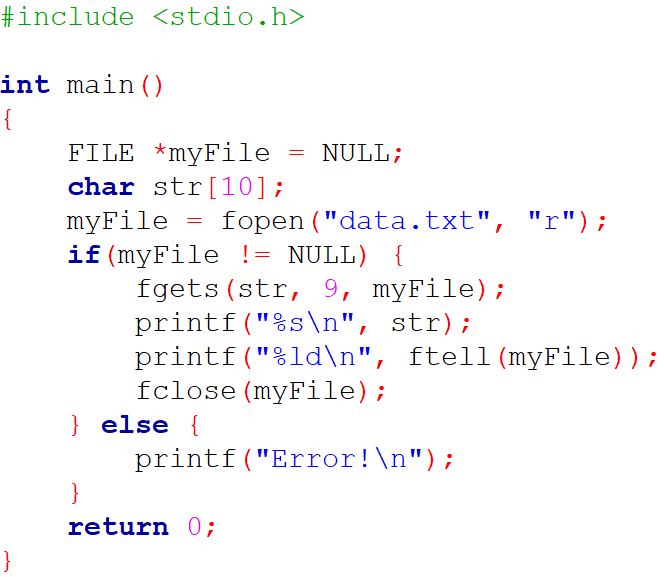 #include <stdio.h>

int main()
{
    FILE *myFile = NULL;
    char str[10];
    myFile = fopen("data.txt", "r");
    if(myFile != NULL) {
        fgets(str, 9, myFile);
        printf("%s\n", str);
        printf("%ld\n", ftell(myFile));
        fclose(myFile);
    } else {
        printf("Error!\n");
    }
    return 0;
}